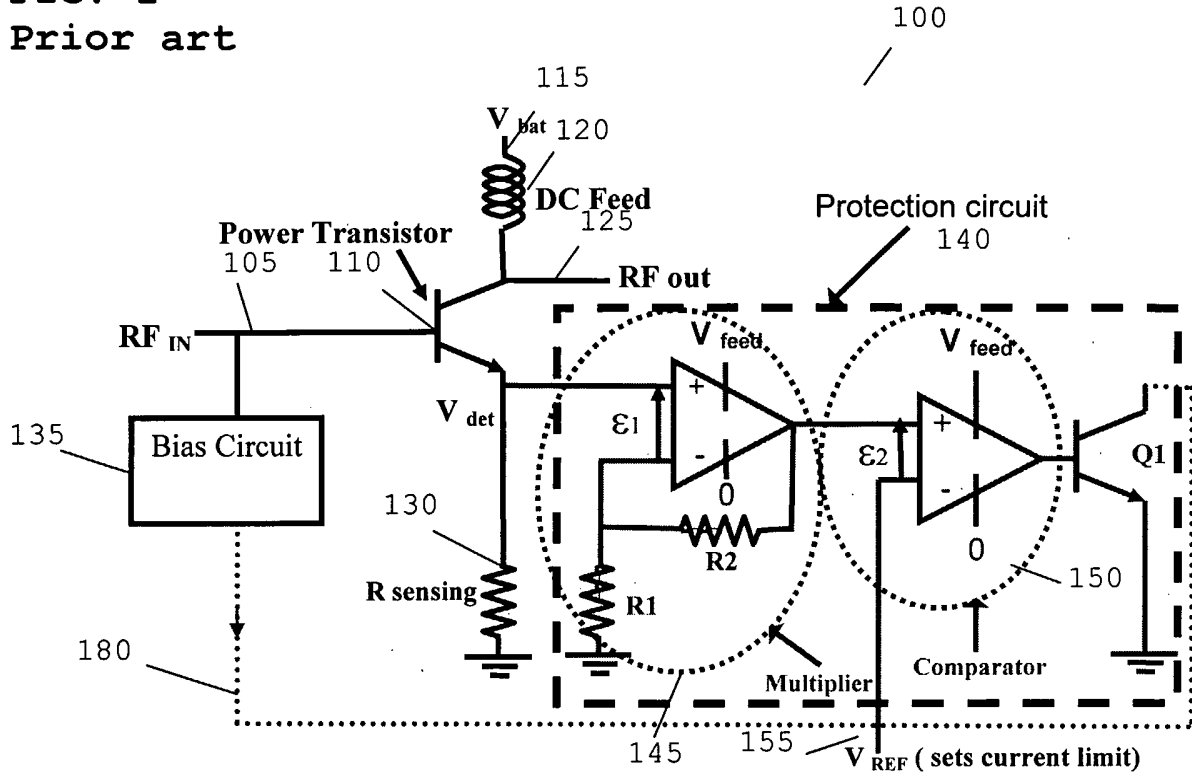 Prior art
100
115
V bat
120
DC Feed
Protection circuit
140
Power Transistor
125
105
110
RF out
RF IN
V feed
V feed
V det
+
ε1
-
0
+
ε2
-
0
Q1
135
Bias Circuit
130
R2
150
R sensing
R1
180
Multiplier
Comparator
145
155
V REF ( sets current limit)